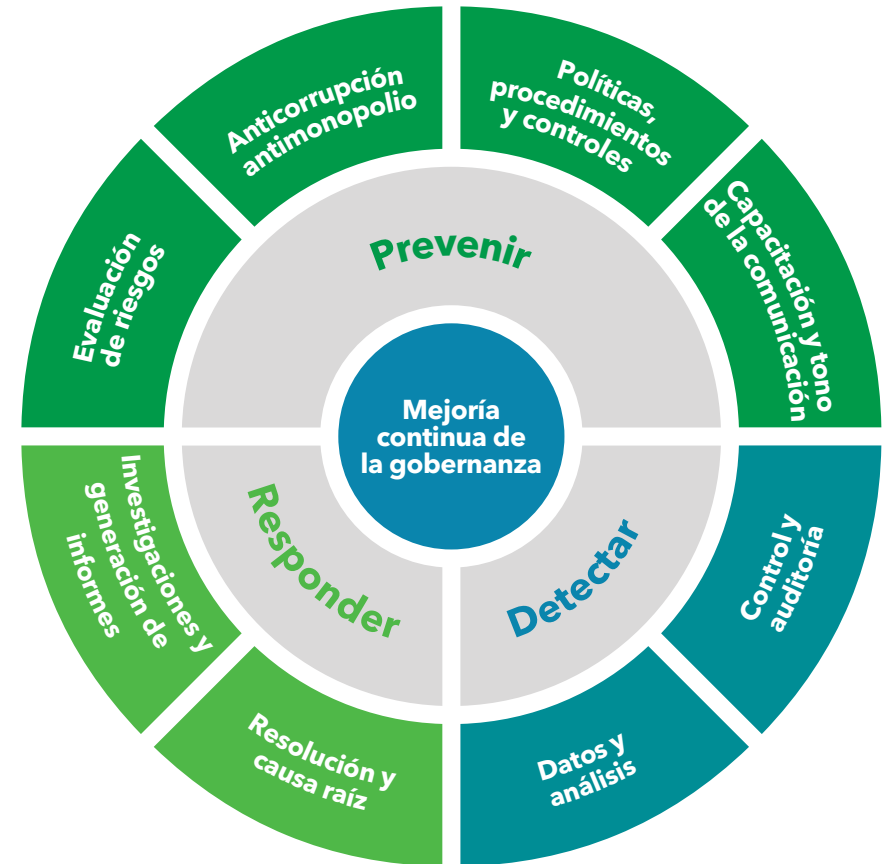 Anticorrupción
antimonopolio
Políticas,
procedimientos
y controles
Evaluación
de riesgos
Capacitación y tono
de la comunicación
Prevenir
Mejoría
continua de
la gobernanza
Responder
Detectar
Investigaciones y
generación de
informes
Control y
auditoría
Resolución y
causa raíz
Datos y
análisis